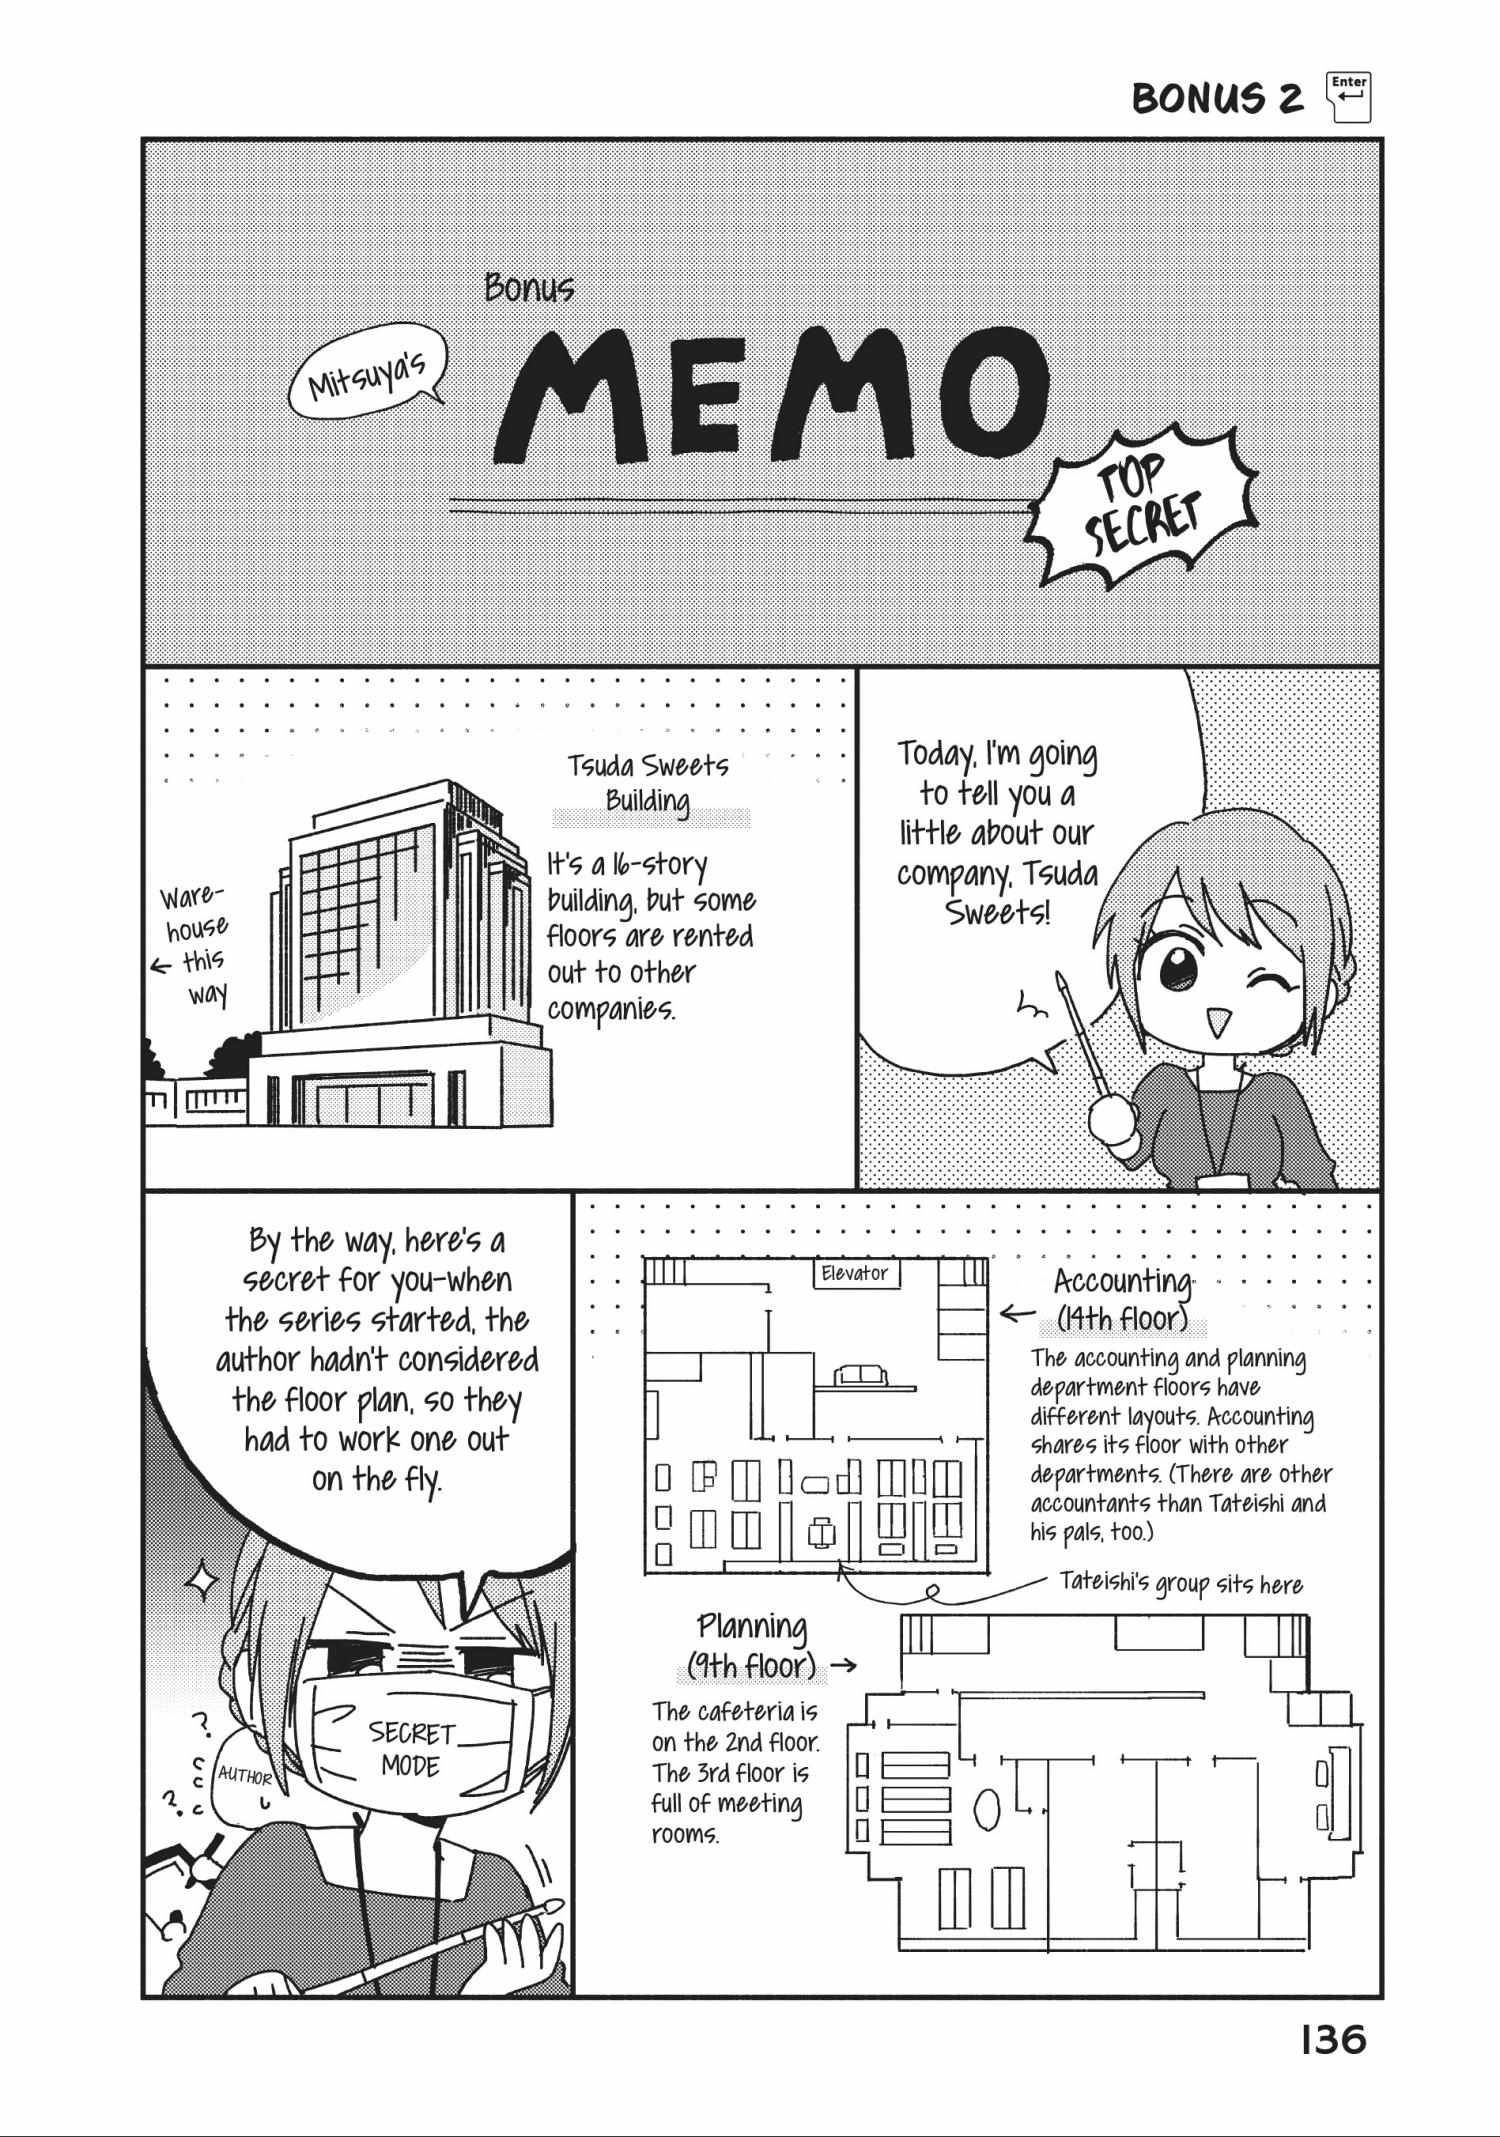 BONUS 2
Enter
Bonus
Mitsuya's
MEMO
TOP
SECRET
Today, I'm going
to tell you a
little about our
company, Tsuda
Sweets!
Tsuda Sweets
Building
It's a 16-story
building, but some
floors are rented
out to other
companies.
Ware-
house
← this
way
Elevator
← Accounting
(14th floor)
The accounting and planning
department floors have
different layouts. Accounting
shares its floor with other
departments. (There are other
accountants than Tateishi and
his pals, too.)
Tateishi's group sits here
Planning
(9th floor) →
The cafeteria is
on the 2nd floor.
The 3rd floor is
full of meeting
rooms.
By the way, here's a
secret for you-when
the series started, the
author hadn't considered
the floor plan, so they
had to work one out
on the fly.
SECRET
MODE
?
AUTHOR
?
136